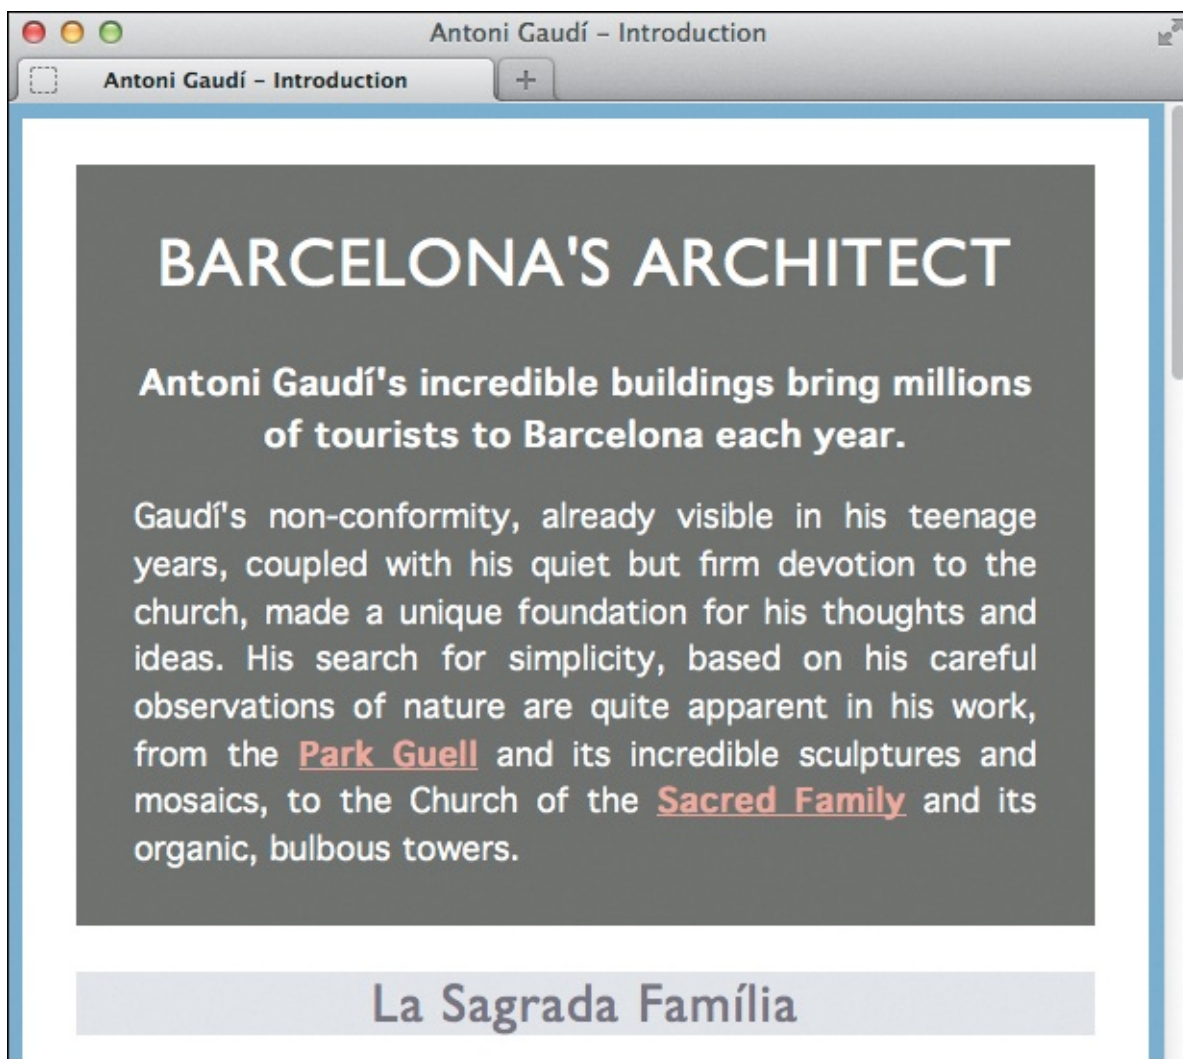 Antoni Gaudí – Introduction
Antoni Gaudí – Introduction
BARCELONA'S ARCHITECT
Antoni Gaudí's incredible buildings bring millions
of tourists to Barcelona each year.
Gaudí's non-conformity, already visible in his teenage
years, coupled with his quiet but firm devotion to the
church, made a unique foundation for his thoughts and
ideas. His search for simplicity, based on his careful
observations of nature are quite apparent in his work,
from the Park Guell and its incredible sculptures and
mosaics, to the Church of the Sacred Family and its
organic, bulbous towers.
La Sagrada Família